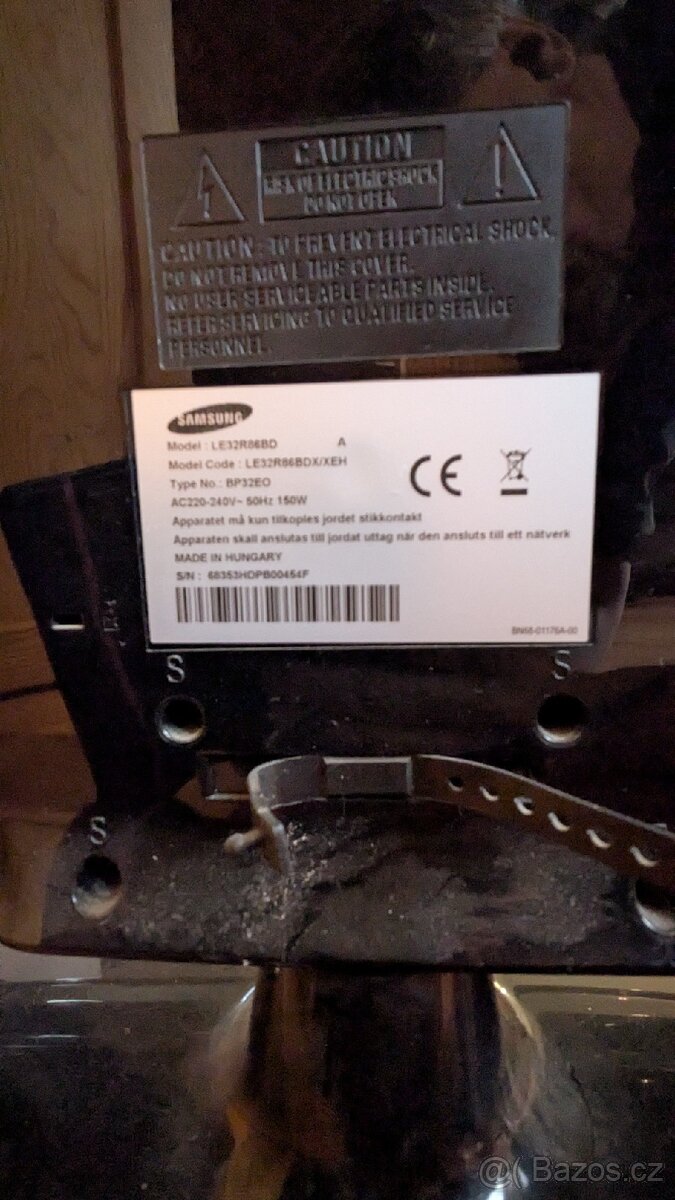 CAUTION
RISK OF ELECTRIC SHOCK
DO NOT OPEN
CAUTION: TO PREVENT ELECTRICAL SHOCK,
DO NOT REMOVE THIS COVER.
NO USER SERVICEABLE PARTS INSIDE.
REFER SERVICING TO QUALIFIED SERVICE
PERSONNEL.
SAMSUNG
Model : LE32R86BD A
Model Code : LE32R86BDX/XEH
Type No.: BP32EO
AC220-240V~ 50Hz 150W
Apparatet må kun tilkoples jordet stikkontakt
Apparaten skall anslutas till jordat uttag när den ansluts till ett nätverk
MADE IN HUNGARY
S/N : 68353HDPB00454F
BN68-01176A-00
CE
S S
S
@( Bazos.cz